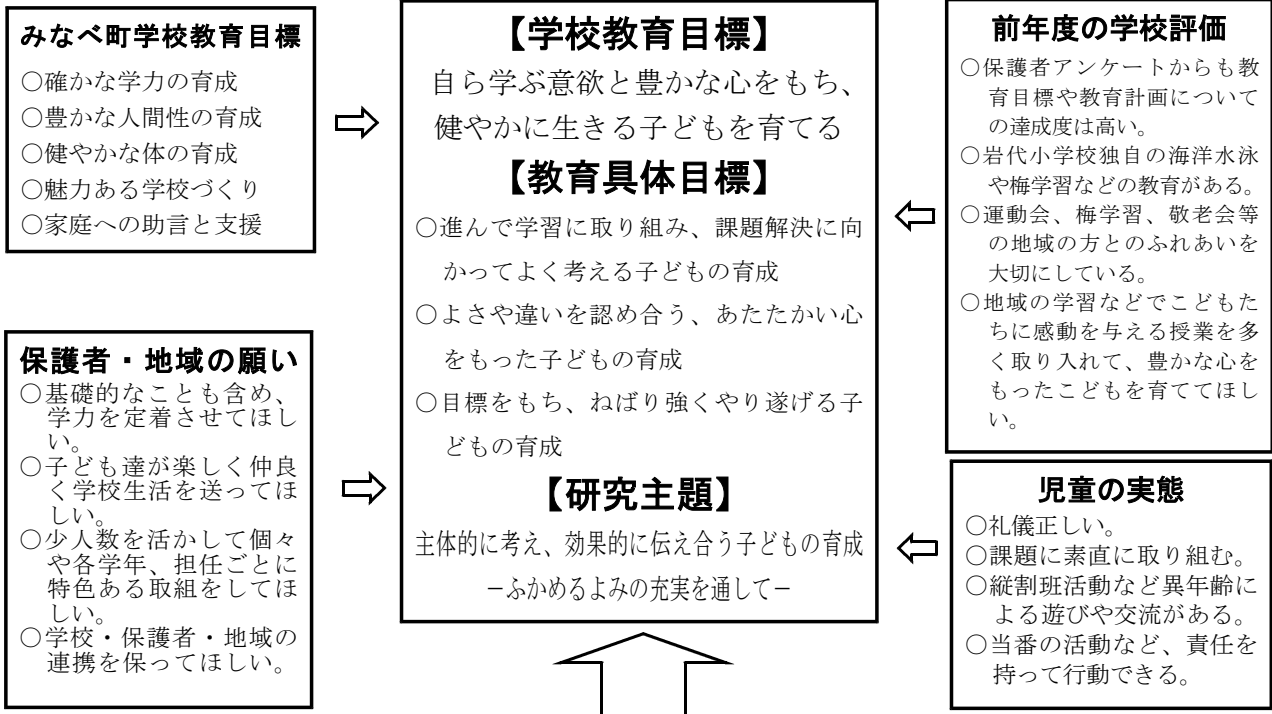 みなべ町学校教育目標
○確かな学力の育成
○豊かな人間性の育成
○健やかな体の育成
○魅力ある学校づくり
○家庭への助言と支援
保護者・地域の願い
○基礎的なことも含め、
学力を定着させてほし
い。
○子ども達が楽しく仲良
く学校生活を送ってほ
しい。
○少人数を活かして個々
や各学年、担任ごとに
特色ある取組をしてほ
しい。
○学校・保護者・地域の
連携を保ってほしい。
【学校教育目標】
自ら学ぶ意欲と豊かな心をもち、
健やかに生きる子どもを育てる
【教育具体目標】
○進んで学習に取り組み、課題解決に向
かってよく考える子どもの育成
○よさや違いを認め合う、あたたかい心
をもった子どもの育成
○目標をもち、ねばり強くやり遂げる子
どもの育成
【研究主題】
主体的に考え、効果的に伝え合う子どもの育成
－ふかめるよみの充実を通して－
前年度の学校評価
○保護者アンケートからも教
育目標や教育計画について
の達成度は高い。
○岩代小学校独自の海洋水泳
や梅学習などの教育がある。
○運動会、梅学習、敬老会等
の地域の方とのふれあいを
大切にしている。
○地域の学習などでこどもた
ちに感動を与える授業を多
く取り入れて、豊かな心を
もったこどもを育ててほし
い。
児童の実態
○礼儀正しい。
○課題に素直に取り組む。
○縦割班活動など異年齢に
よる遊びや交流がある。
○当番の活動など、責任を
持って行動できる。